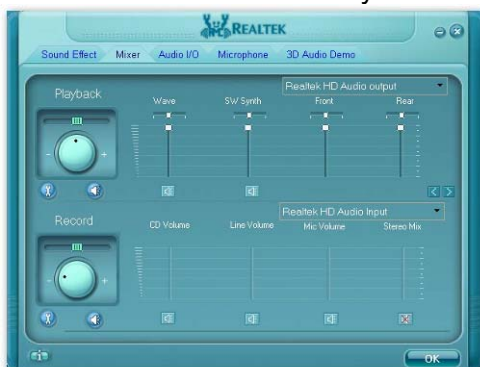 REALTEK
Sound Effect Mixer Audio I/O Microphone 3D Audio Demo
Realtek HD Audio output
Playback
Wave SW Synth Front Rear
- +
Realtek HD Audio Input
Record
CD Volume Line Volume Mic Volume Stereo Mix
- +
OK